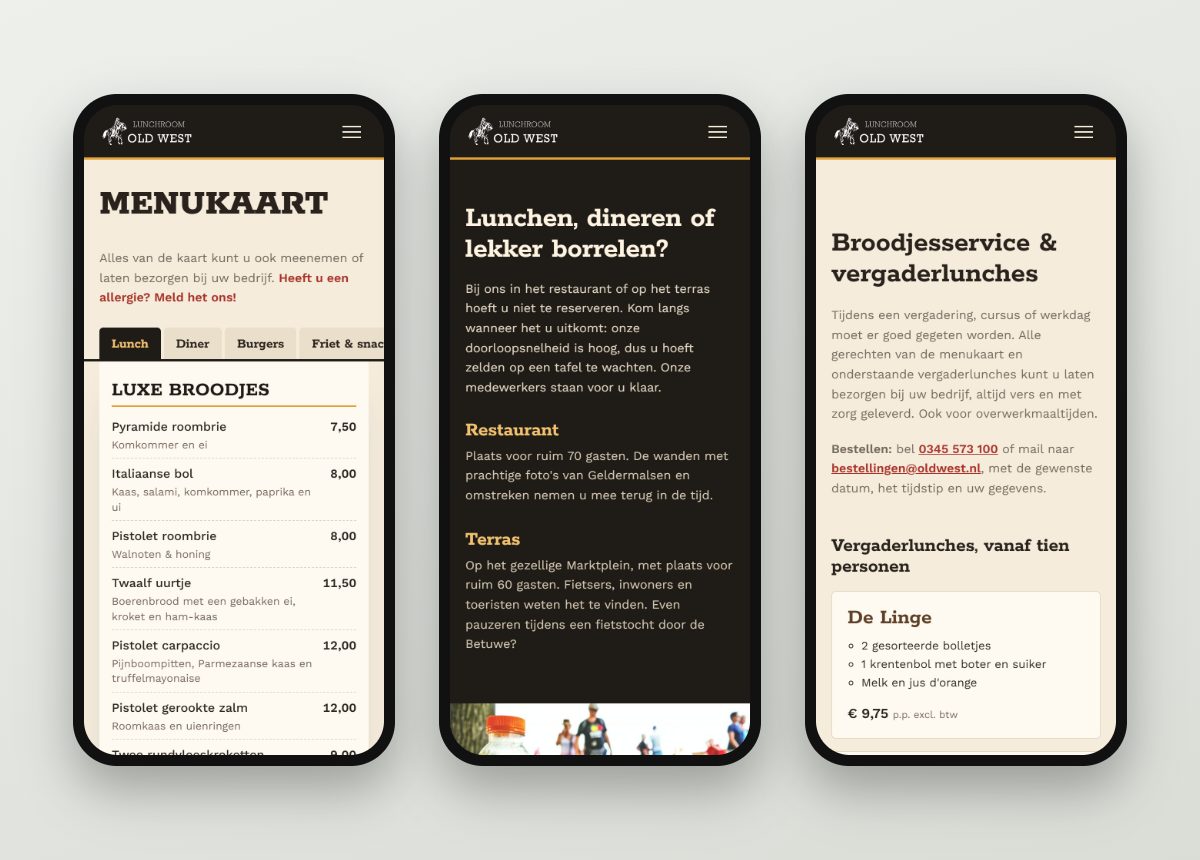 LUNCHROOM
OLD WEST
MENUKAART
Alles van de kaart kunt u ook meenemen of
laten bezorgen bij uw bedrijf. Heeft u een
allergie? Meld het ons!
Lunch
Diner
Burgers
Friet & snac
LUXE BROODJES
Pyramide roombrie 7,50
Komkommer en ei
Italiaanse bol 8,00
Kaas, salami, komkommer, paprika en
ui
Pistolet roombrie 8,00
Walnoten & honing
Twaalf uurtje 11,50
Boerenbrood met een gebakken ei,
kroket en ham-kaas
Pistolet carpaccio 12,00
Pijnboompitten, Parmezaanse kaas en
truffelmayonaise
Pistolet gerookte zalm 12,00
Roomkaas en uienringen
Twee rundvleeskroketten 9,00
LUNCHROOM
OLD WEST
Lunchen, dineren of
lekker borrelen?
Bij ons in het restaurant of op het terras
hoeft u niet te reserveren. Kom langs
wanneer het u uitkomt: onze
doorloopsnelheid is hoog, dus u hoeft
zelden op een tafel te wachten. Onze
medewerkers staan voor u klaar.
Restaurant
Plaats voor ruim 70 gasten. De wanden met
prachtige foto's van Geldermalsen en
omstreken nemen u mee terug in de tijd.
Terras
Op het gezellige Marktplein, met plaats voor
ruim 60 gasten. Fietsers, inwoners en
toeristen weten het te vinden. Even
pauzeren tijdens een fietstocht door de
Betuwe?
LUNCHROOM
OLD WEST
Broodjesservice &
vergaderlunches
Tijdens een vergadering, cursus of werkdag
moet er goed gegeten worden. Alle
gerechten van de menukaart en
onderstaande vergaderlunches kunt u laten
bezorgen bij uw bedrijf, altijd vers en met
zorg geleverd. Ook voor overwerkmaaltijden.
Bestellen: bel 0345 573 100 of mail naar
bestellingen@oldwest.nl, met de gewenste
datum, het tijdstip en uw gegevens.
Vergaderlunches, vanaf tien
personen
De Linge
2 gesorteerde bolletjes
1 krentenbol met boter en suiker
Melk en jus d'orange
€ 9,75 p.p. excl. btw